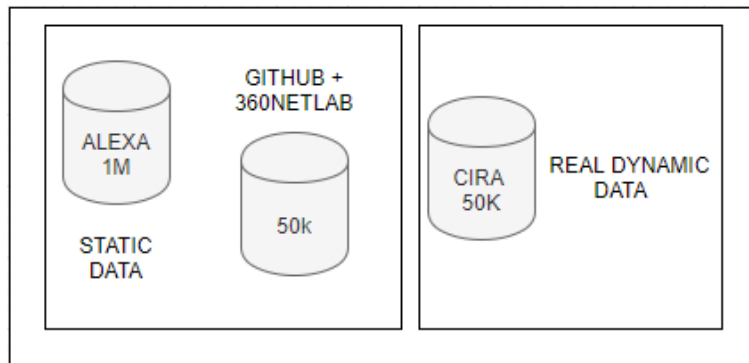 ALEXA
1M
STATIC
DATA
GITHUB +
360NETLAB
50k
CIRA
50K
REAL DYNAMIC
DATA